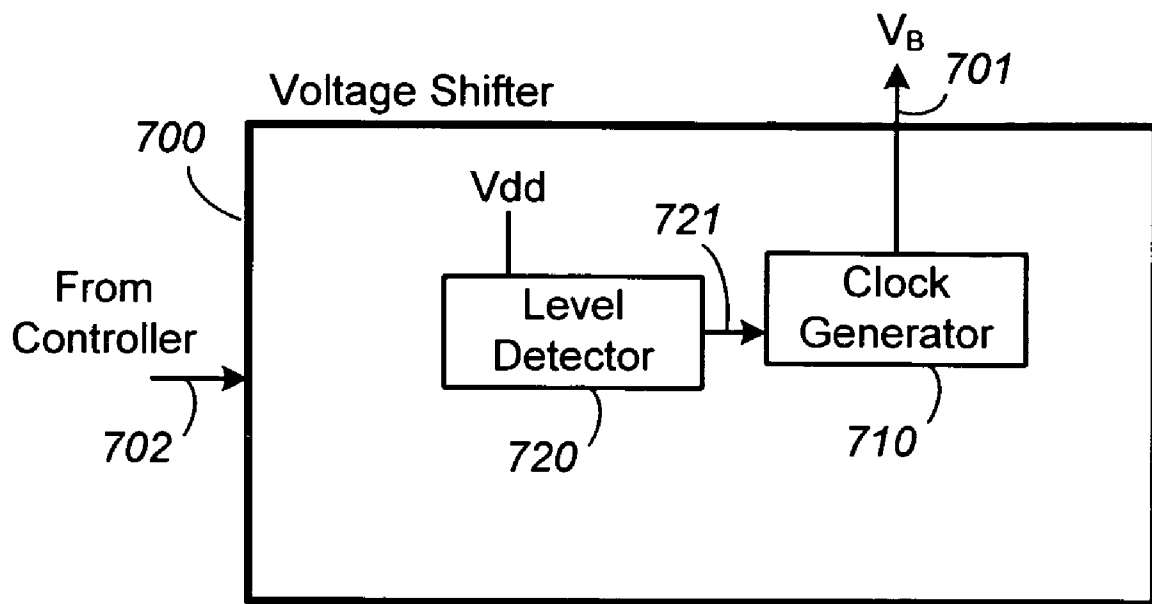 V_B
701
Voltage Shifter
700
Vdd
721
From
Controller
Level
Detector
Clock
Generator
702
720
710